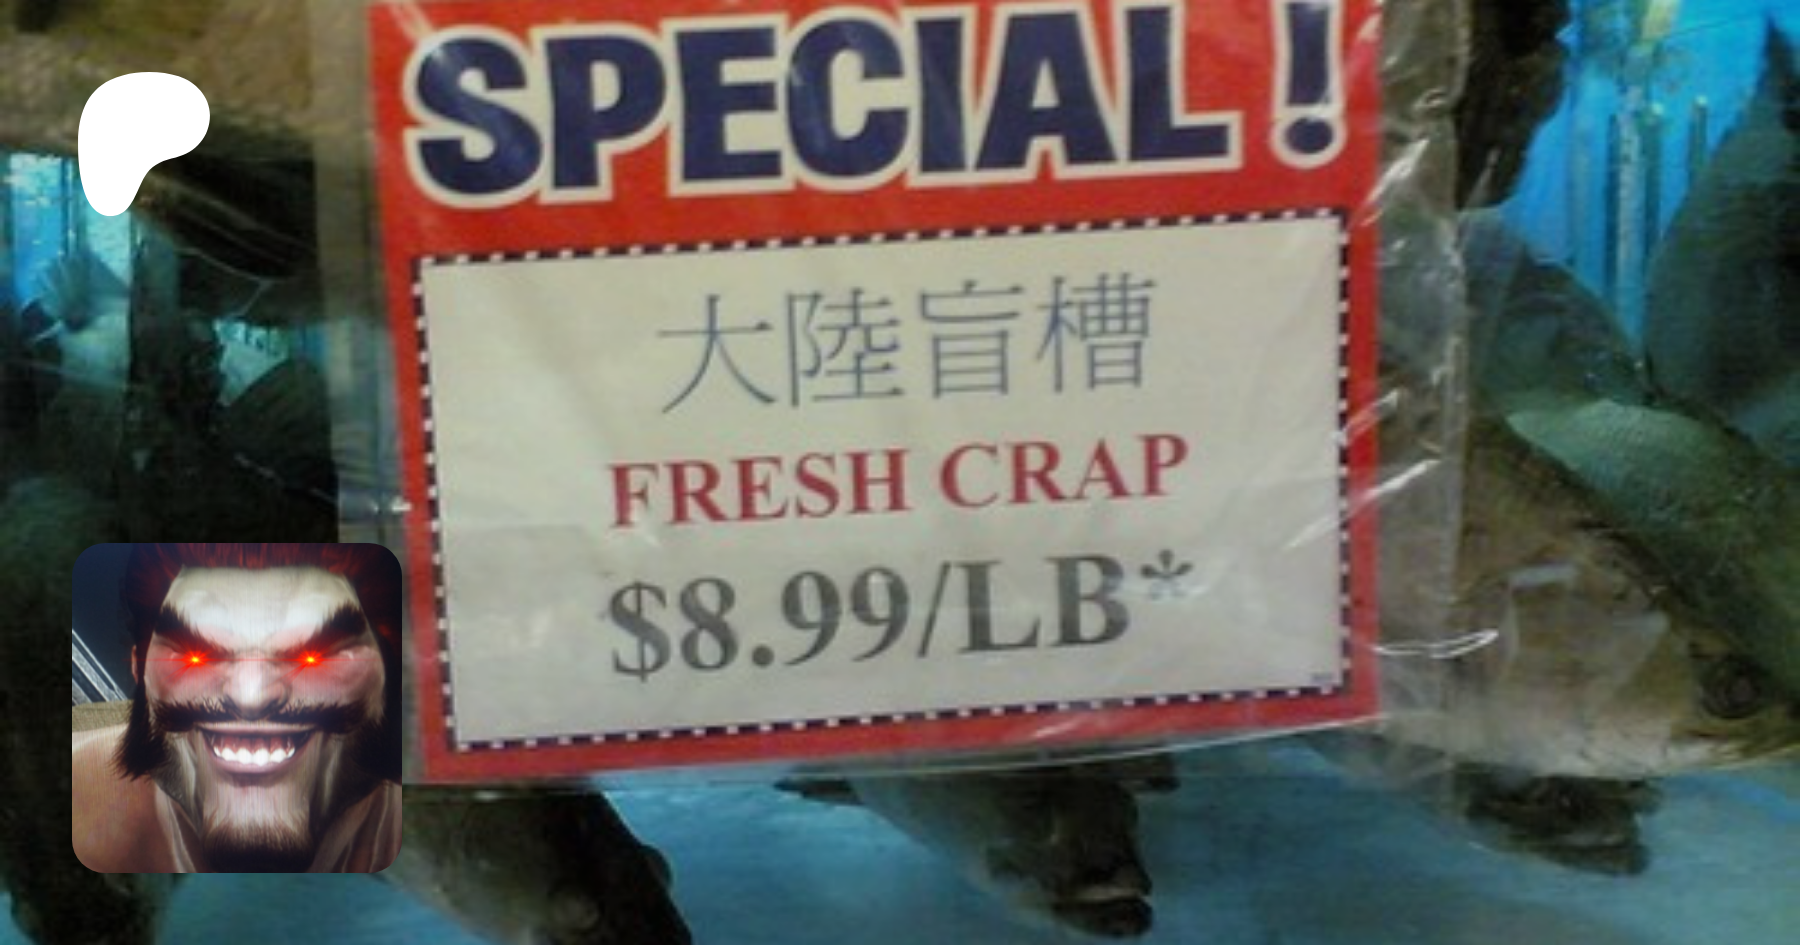 SPECIAL!
大陸盲槽
FRESH CRAP
$8.99/LB*